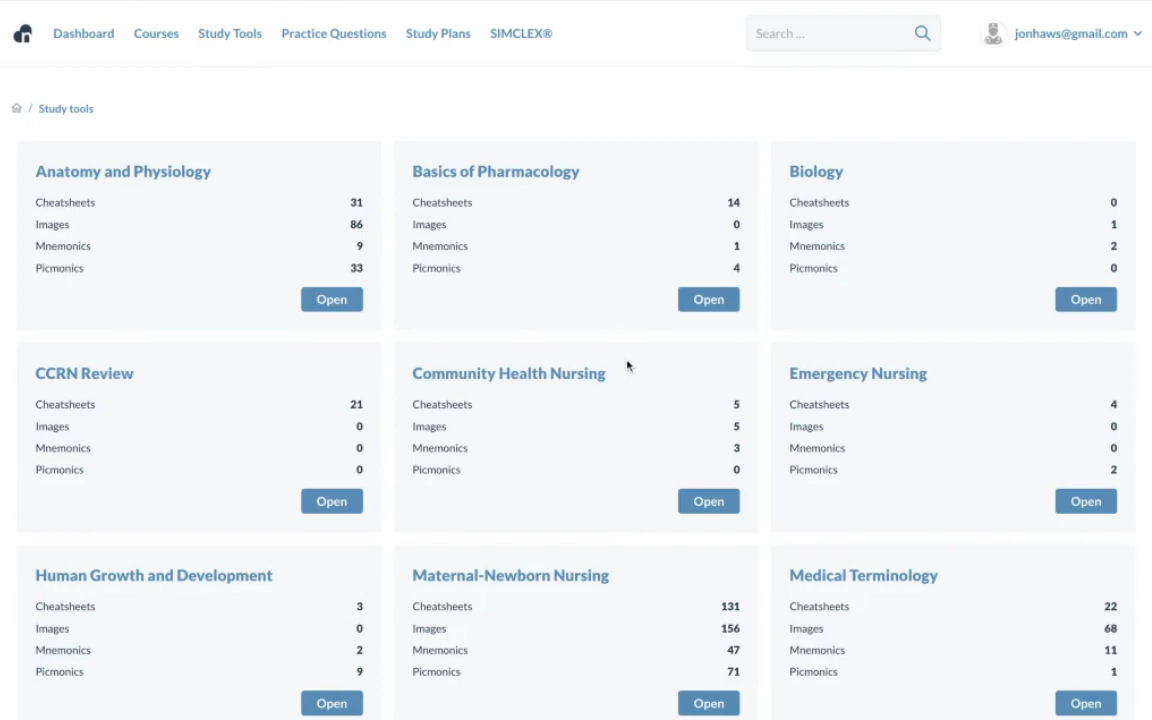 Dashboard Courses Study Tools Practice Questions Study Plans SIMCLEX® Search ... jonhaws@gmail.com
/ Study tools
Anatomy and Physiology
Cheatsheets 31
Images 86
Mnemonics 9
Picmonics 33
Open
Basics of Pharmacology
Cheatsheets 14
Images 0
Mnemonics 1
Picmonics 4
Open
Biology
Cheatsheets 0
Images 1
Mnemonics 2
Picmonics 0
Open
CCRN Review
Cheatsheets 21
Images 0
Mnemonics 0
Picmonics 0
Open
Community Health Nursing
Cheatsheets 5
Images 5
Mnemonics 3
Picmonics 0
Open
Emergency Nursing
Cheatsheets 4
Images 0
Mnemonics 0
Picmonics 2
Open
Human Growth and Development
Cheatsheets 3
Images 0
Mnemonics 2
Picmonics 9
Open
Maternal-Newborn Nursing
Cheatsheets 131
Images 156
Mnemonics 47
Picmonics 71
Open
Medical Terminology
Cheatsheets 22
Images 68
Mnemonics 11
Picmonics 1
Open